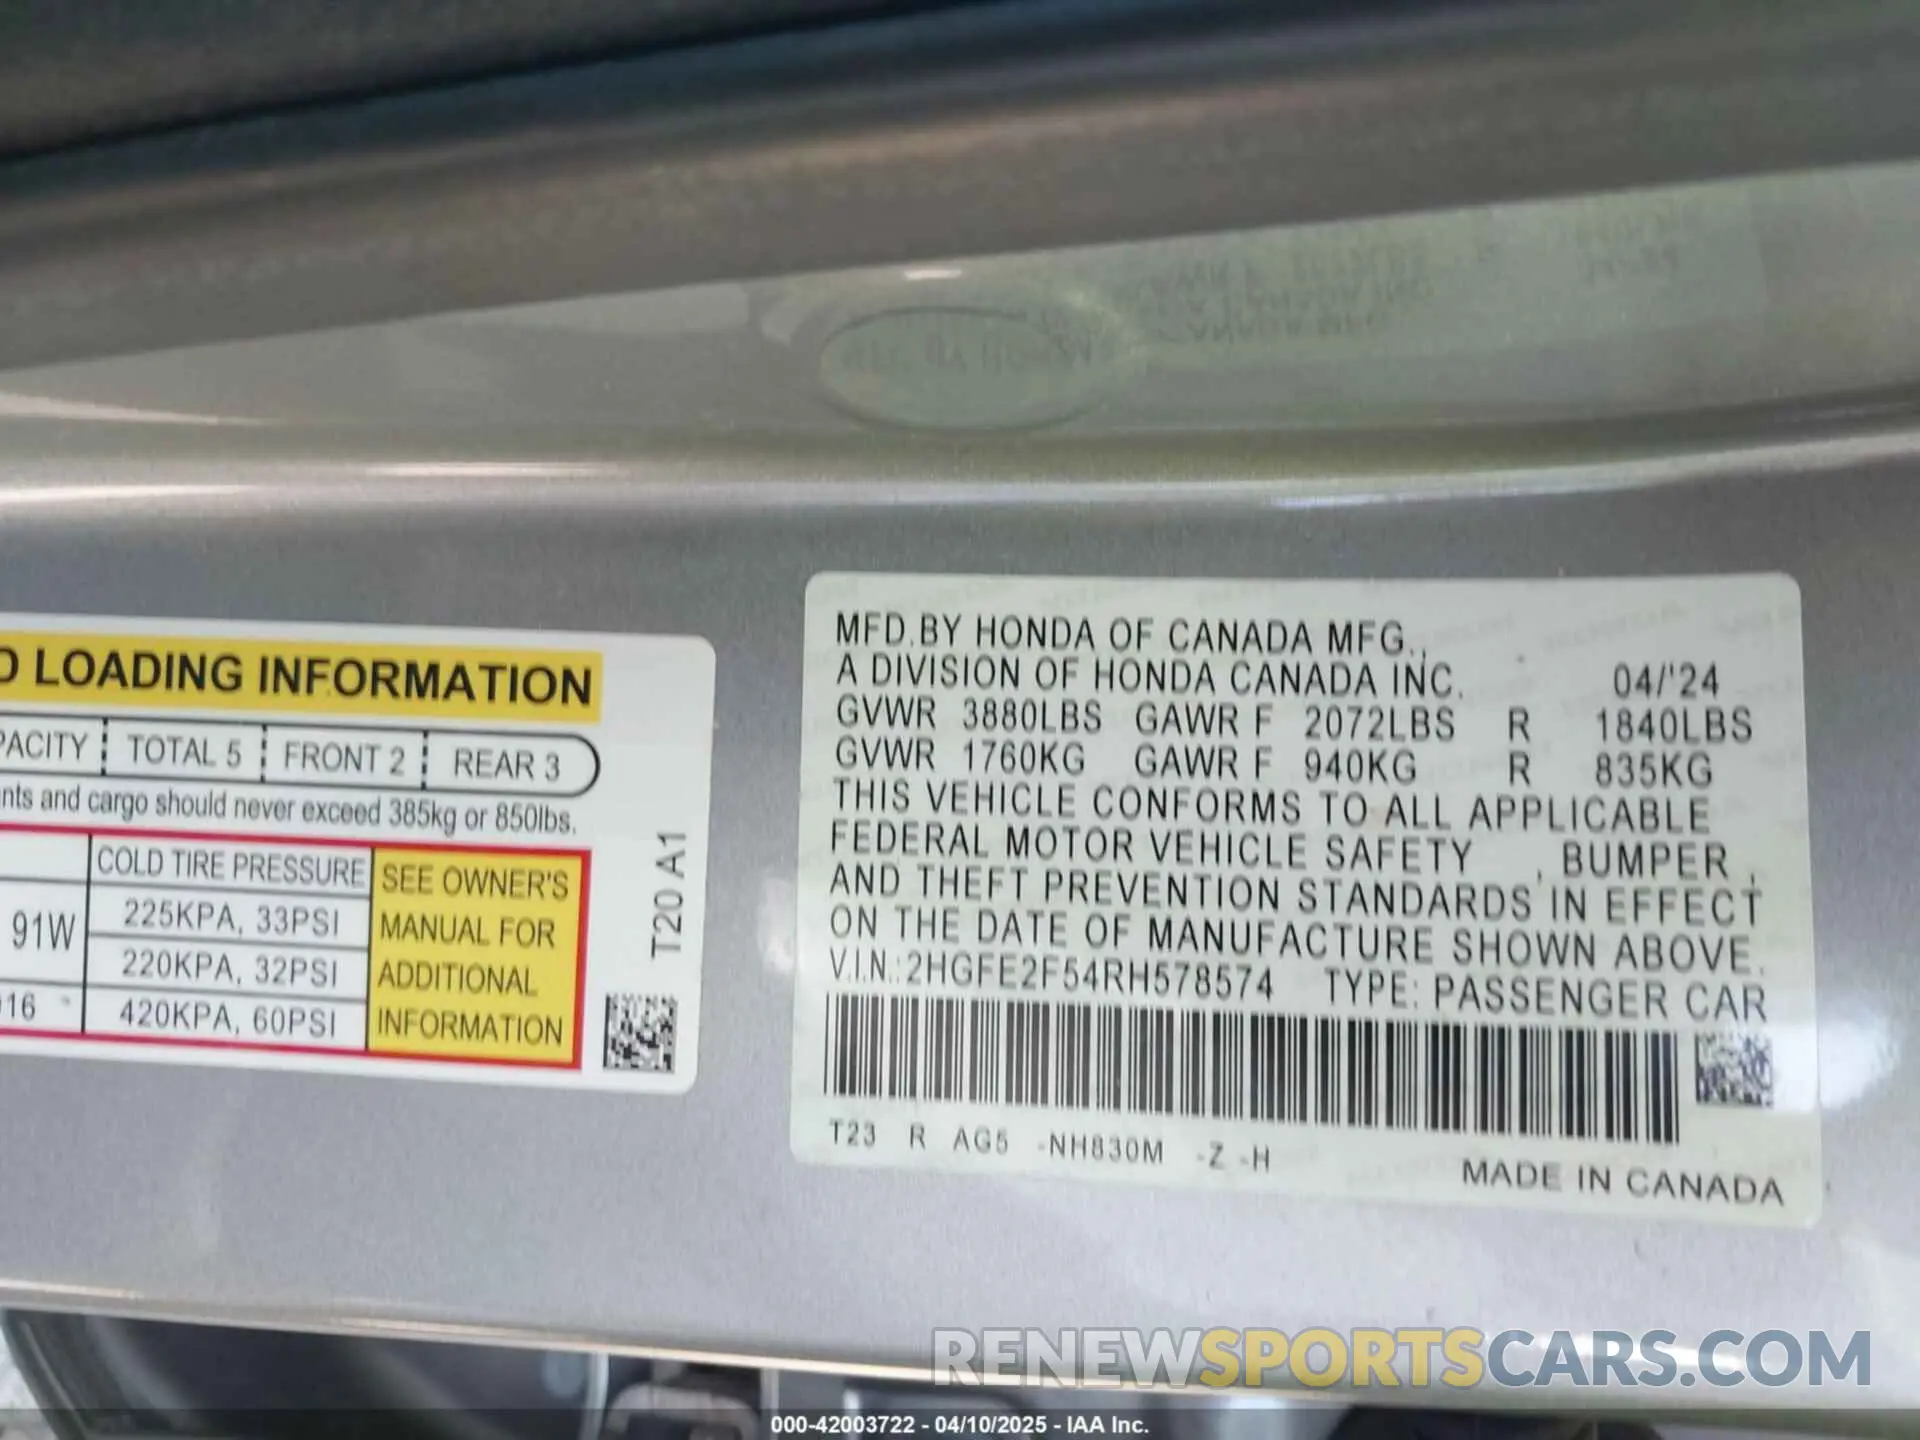 LOADING INFORMATION
TOTAL 5 FRONT 2 REAR 3
and cargo should never exceed 385kg or 850lbs.
COLD TIRE PRESSURE
91W 225KPA, 33PSI
220KPA, 32PSI
420KPA, 60PSI
SEE OWNER'S
MANUAL FOR
ADDITIONAL
INFORMATION
T20 A1
MFD.BY HONDA OF CANADA MFG.,
A DIVISION OF HONDA CANADA INC. 04/'24
GVWR 3880LBS GAWR F 2072LBS R 1840LBS
GVWR 1760KG GAWR F 940KG R 835KG
THIS VEHICLE CONFORMS TO ALL APPLICABLE
FEDERAL MOTOR VEHICLE SAFETY , BUMPER ,
AND THEFT PREVENTION STANDARDS IN EFFECT
ON THE DATE OF MANUFACTURE SHOWN ABOVE.
V.I.N.:2HGFE2F54RH578574 TYPE: PASSENGER CAR
T23 R AG5 -NH830M -Z -H
MADE IN CANADA
RENEWSPORTSCARS.COM
000-42003722 - 04/10/2025 - IAA Inc.